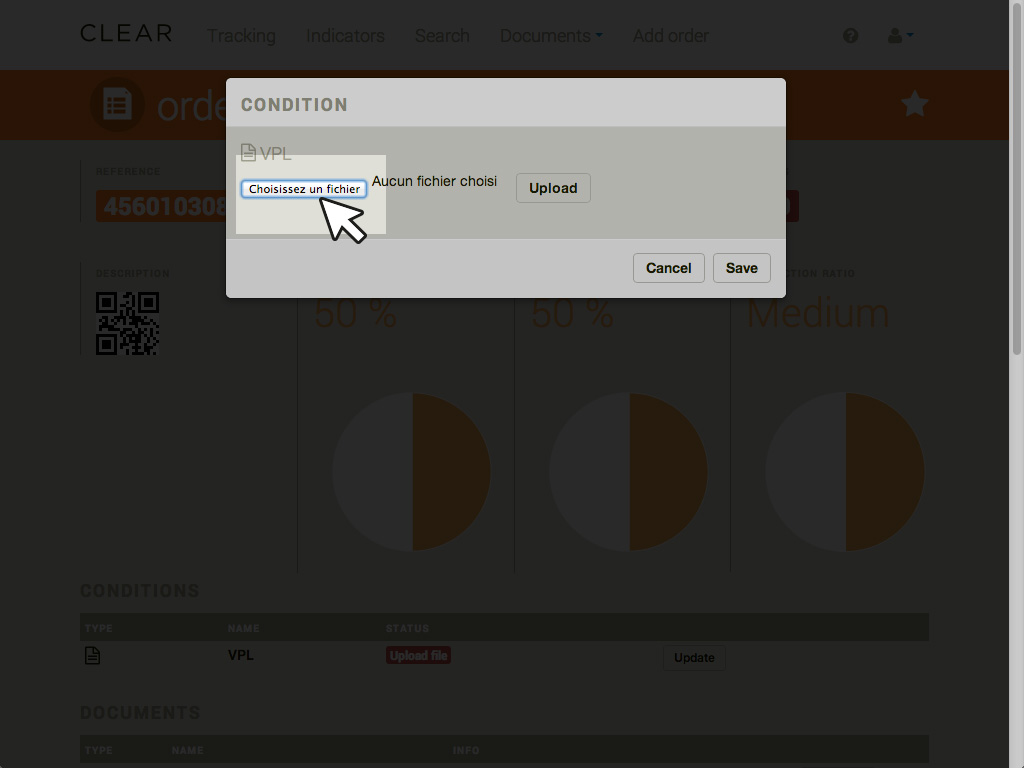 CLEAR Tracking Indicators Search Documents Add order
orde
CONDITION
VPL
REFERENCE
Choisissez un fichier Aucun fichier choisi Upload
456010308
Cancel Save
DESCRIPTION CTION RATIO
50 % 50 % Medium
CONDITIONS
TYPE NAME STATUS
VPL Upload file Update
DOCUMENTS
TYPE NAME INFO